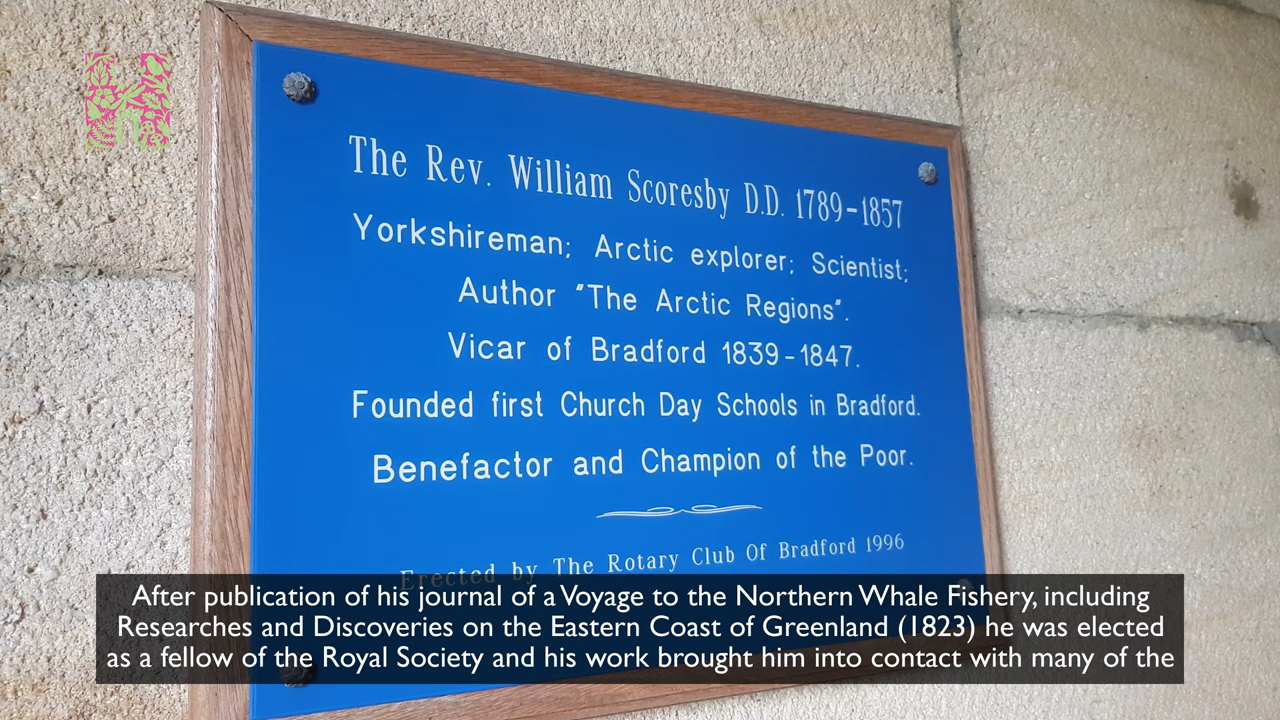 The Rev. William Scoresby D.D. 1789-1857
Yorkshireman; Arctic explorer; Scientist;
Author "The Arctic Regions".
Vicar of Bradford 1839-1847.
Founded first Church Day Schools in Bradford.
Benefactor and Champion of the Poor.
Erected by The Rotary Club Of Bradford 1996
After publication of his journal of a Voyage to the Northern Whale Fishery, including
Researches and Discoveries on the Eastern Coast of Greenland (1823) he was elected
as a fellow of the Royal Society and his work brought him into contact with many of the